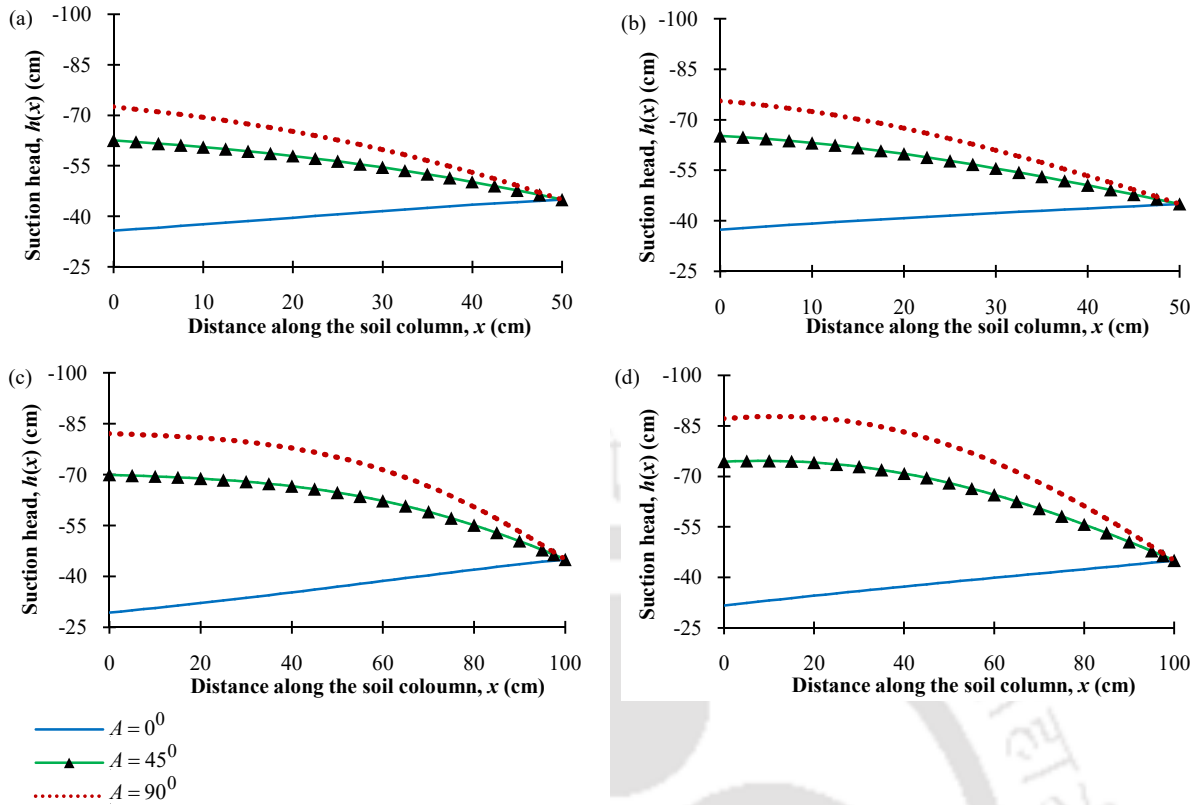 (a)
-100
-85
-70
-55
-40
-25
Suction head, h(x) (cm)
0 10 20 30 40 50
Distance along the soil column, x (cm)
(b)
-100
-85
-70
-55
-40
-25
Suction head, h(x) (cm)
0 10 20 30 40 50
Distance along the soil column, x (cm)
(c)
-100
-85
-70
-55
-40
-25
Suction head, h(x) (cm)
0 20 40 60 80 100
Distance along the soil coloumn, x (cm)
(d)
-100
-85
-70
-55
-40
-25
Suction head, h(x) (cm)
0 20 40 60 80 100
Distance along the soil column, x (cm)
A = 0⁰
A = 45⁰
A = 90⁰